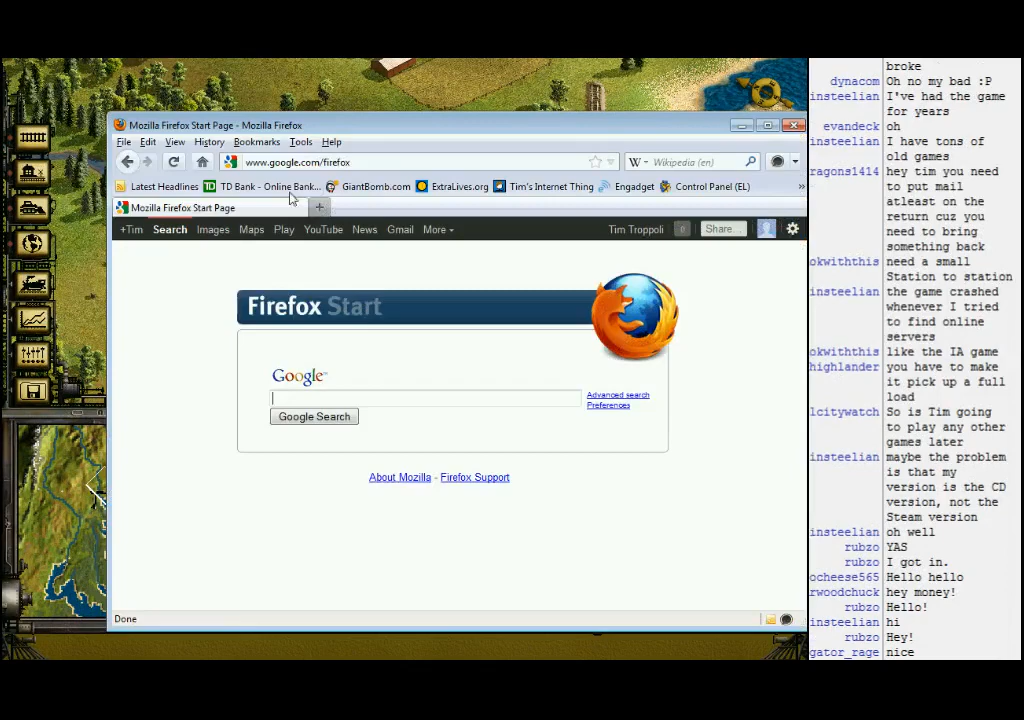 Mozilla Firefox Start Page - Mozilla Firefox
File Edit View History Bookmarks Tools Help
www.google.com/firefox
W Wikipedia (en)
Latest Headlines TD TD Bank - Online Bank... GiantBomb.com ExtraLives.org Tim's Internet Thing Engadget Control Panel (EL) »
Mozilla Firefox Start Page
+Tim Search Images Maps Play YouTube News Gmail More Tim Troppoli 0 Share...
Firefox Start
Google™
Advanced search
Preferences
Google Search
About Mozilla - Firefox Support
Done
broke
dynacom Oh no my bad :P
insteelian I've had the game
for years
evandeck oh
insteelian I have tons of
old games
ragons1414 hey tim you need
to put mail
atleast on the
return cuz you
need to bring
something back
okwiththis need a small
Station to station
insteelian the game crashed
whenever I tried
to find online
servers
okwiththis like the IA game
highlander you have to make
it pick up a full
load
lcitywatch So is Tim going
to play any other
games later
insteelian maybe the problem
is that my
version is the CD
version, not the
Steam version
insteelian oh well
rubzo YAS
rubzo I got in.
ocheese565 Hello hello
rwoodchuck hey money!
rubzo Hello!
insteelian hi
rubzo Hey!
gator_rage nice